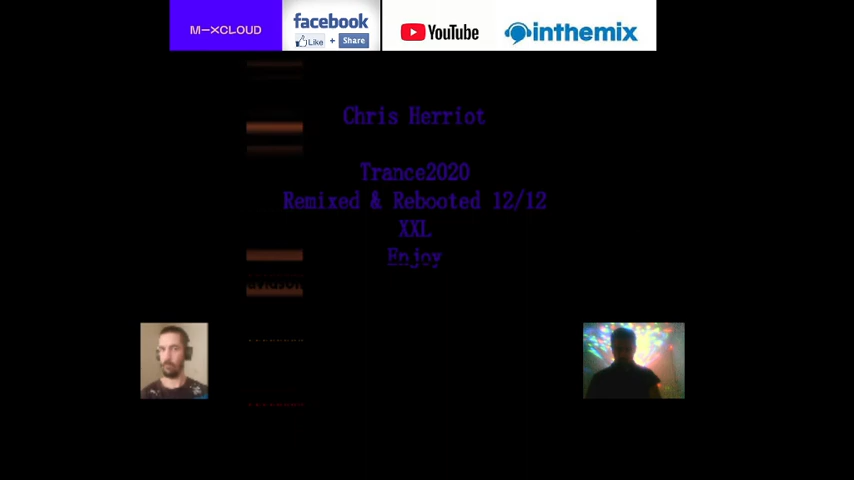 M-XCLOUD
facebook
Like + Share
YouTube
inthemix
Chris Herriot
Trance2020
Remixed & Rebooted 12/12
XXL
Enjoy